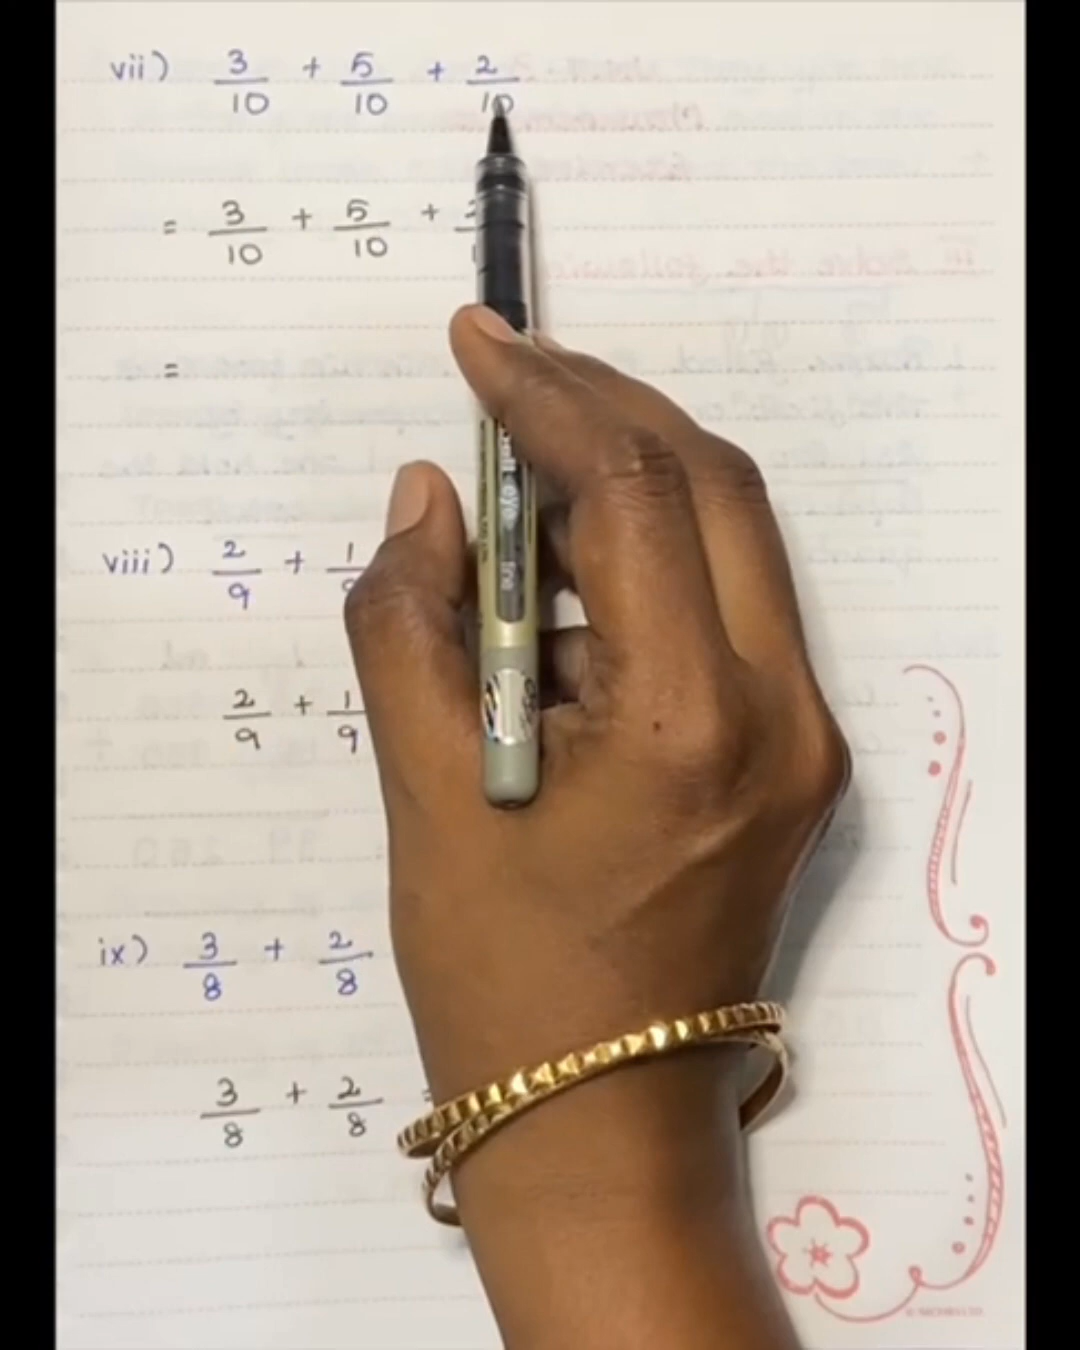 vii) 3/10 + 5/10 + 2/10
= 3/10 + 5/10 +
=
viii) 2/9 + 1
2/9 + 1/9
ix) 3/8 + 2/8
3/8 + 2/8